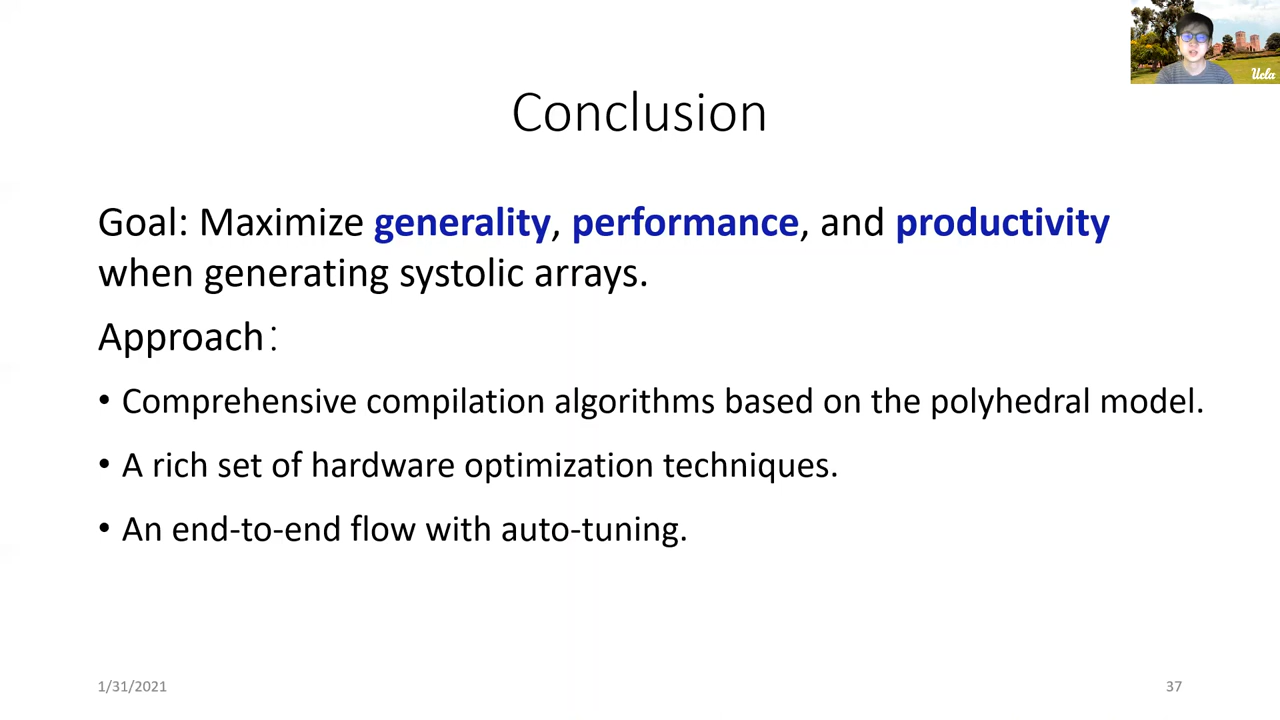 Ucla
Conclusion
Goal: Maximize generality, performance, and productivity
when generating systolic arrays.
Approach：
• Comprehensive compilation algorithms based on the polyhedral model.
• A rich set of hardware optimization techniques.
• An end-to-end flow with auto-tuning.
1/31/2021
37